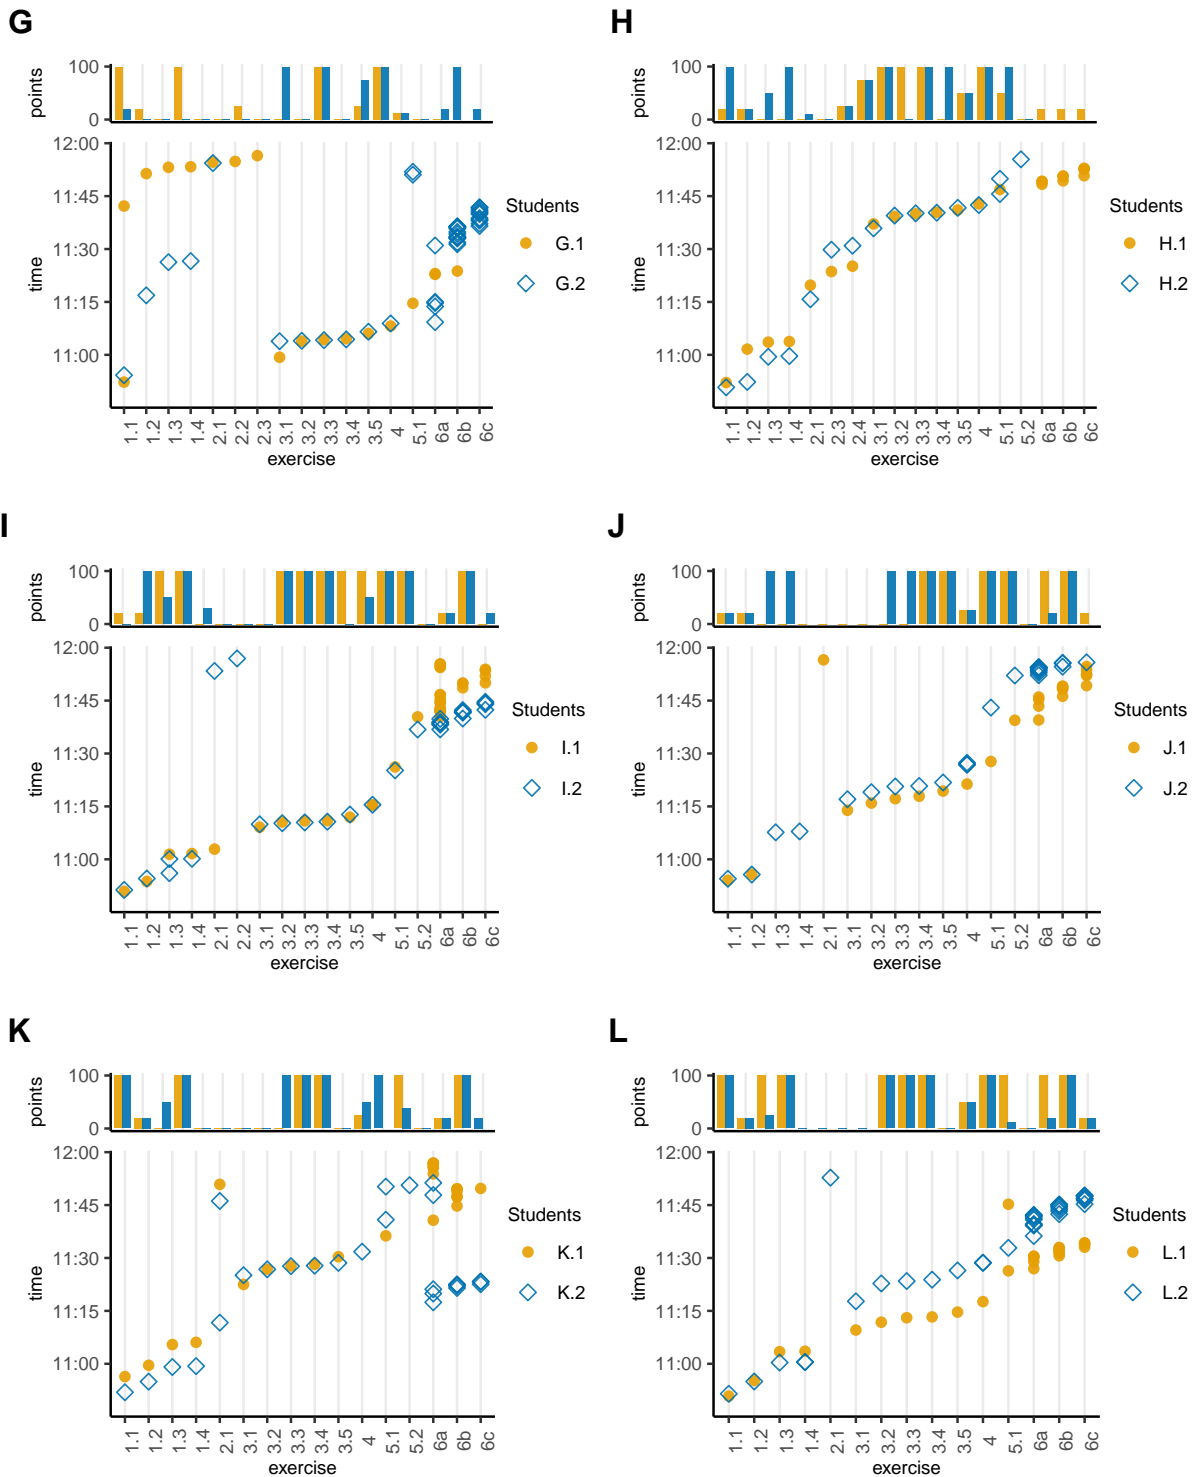 G
points
100
0
time
12:00
11:45
11:30
11:15
11:00
1.1 1.2 1.3 1.4 2.1 2.2 2.3 3.1 3.2 3.3 3.4 3.5 4 5.1 6a 6b 6c
exercise
Students
G.1
G.2
H
points
100
0
time
12:00
11:45
11:30
11:15
11:00
1.1 1.2 1.3 1.4 2.1 2.3 2.4 3.1 3.2 3.3 3.4 3.5 4 5.1 5.2 6a 6b 6c
exercise
Students
H.1
H.2
I
points
100
0
time
12:00
11:45
11:30
11:15
11:00
1.1 1.2 1.3 1.4 2.1 2.2 3.1 3.2 3.3 3.4 3.5 4 5.1 5.2 6a 6b 6c
exercise
Students
I.1
I.2
J
points
100
0
time
12:00
11:45
11:30
11:15
11:00
1.1 1.2 1.3 1.4 2.1 3.1 3.2 3.3 3.4 3.5 4 5.1 5.2 6a 6b 6c
exercise
Students
J.1
J.2
K
points
100
0
time
12:00
11:45
11:30
11:15
11:00
1.1 1.2 1.3 1.4 2.1 3.1 3.2 3.3 3.4 3.5 4 5.1 5.2 6a 6b 6c
exercise
Students
K.1
K.2
L
points
100
0
time
12:00
11:45
11:30
11:15
11:00
1.1 1.2 1.3 1.4 2.1 3.1 3.2 3.3 3.4 3.5 4 5.1 6a 6b 6c
exercise
Students
L.1
L.2